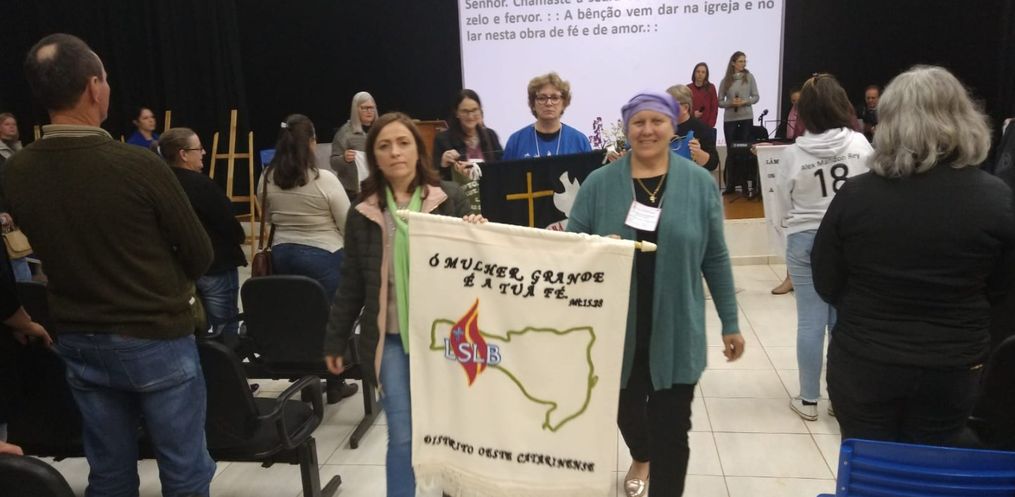 Senhor. Chamaste a
zelo e fervor. : : A bênção vem dar na igreja e no
lar nesta obra de fé e de amor.: :
Ó MULHER, GRANDE
É A TUA FÉ.
Mt.15.28
LSLB
DISTRITO OESTE CATARINENSE
18